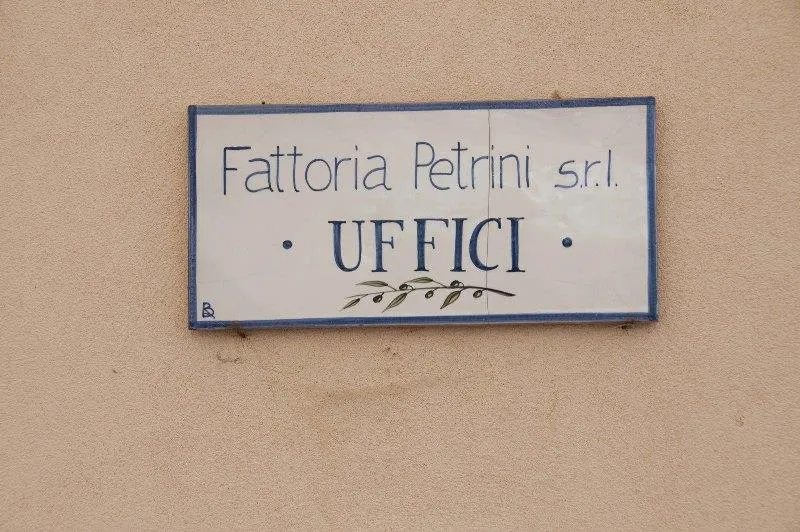 Fattoria Petrini s.r.l.
• UFFICI •